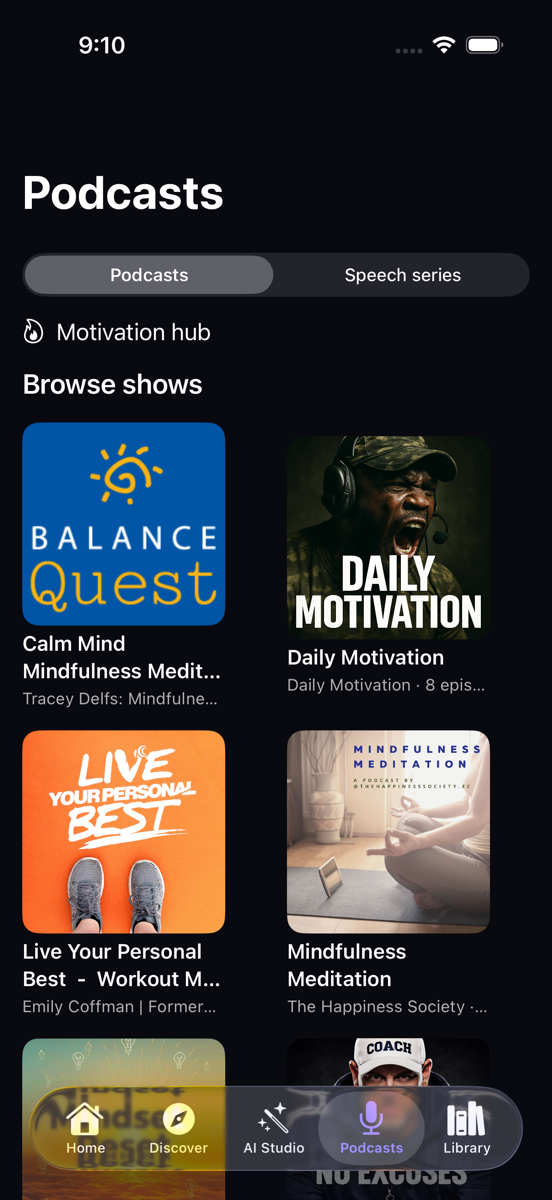 9:10
Podcasts
Podcasts
Speech series
Motivation hub
Browse shows
BALANCE
Quest
DAILY
MOTIVATION
Calm Mind
Mindfulness Medit...
Tracey Delfs: Mindfulne...
Daily Motivation
Daily Motivation · 8 epis...
LIVE
YOUR PERSONAL
BEST
MINDFULNESS
MEDITATION
A PODCAST BY
@THEHAPPINESSSOCIETY.EC
Live Your Personal
Best - Workout M...
Emily Coffman | Former...
Mindfulness
Meditation
The Happiness Society ·...
COACH
Mindset
Reset
NO EXCUSES
Home
Discover
AI Studio
Podcasts
Library